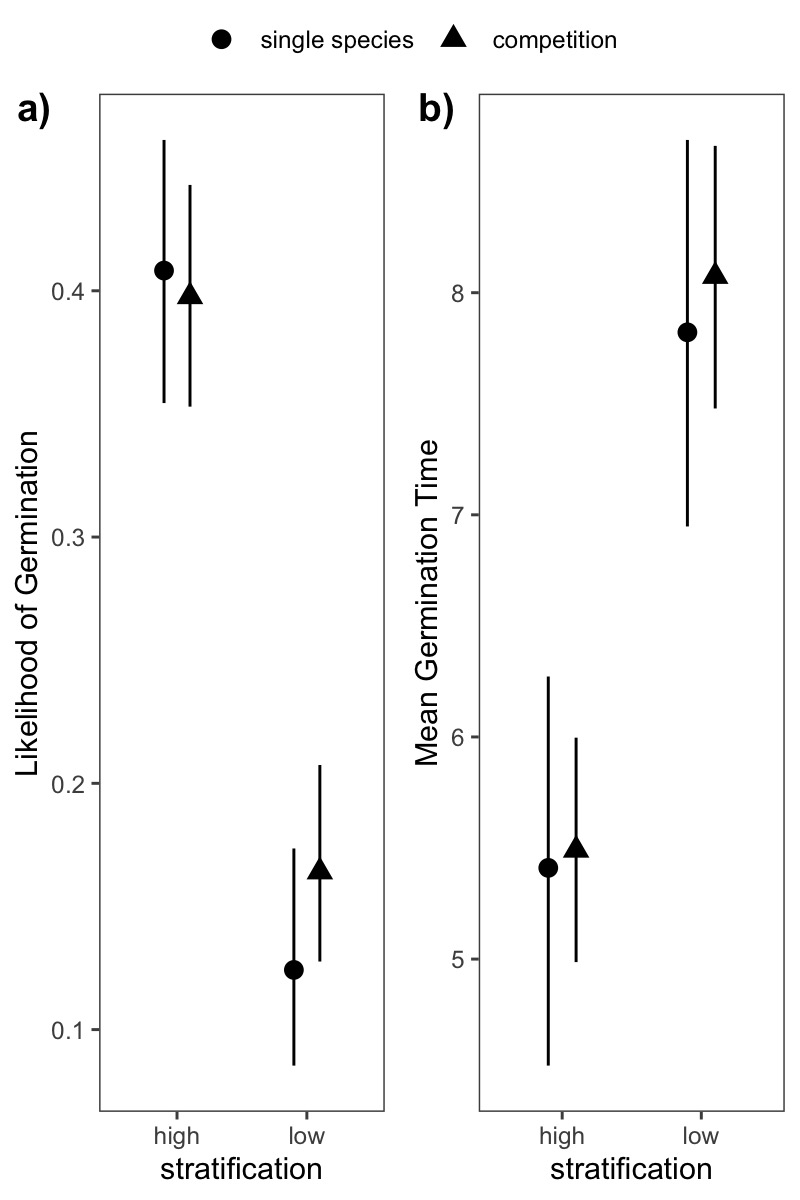 single species competition
a)
Likelihood of Germination
0.4
0.3
0.2
0.1
high low
stratification
b)
Mean Germination Time
8
7
6
5
high low
stratification